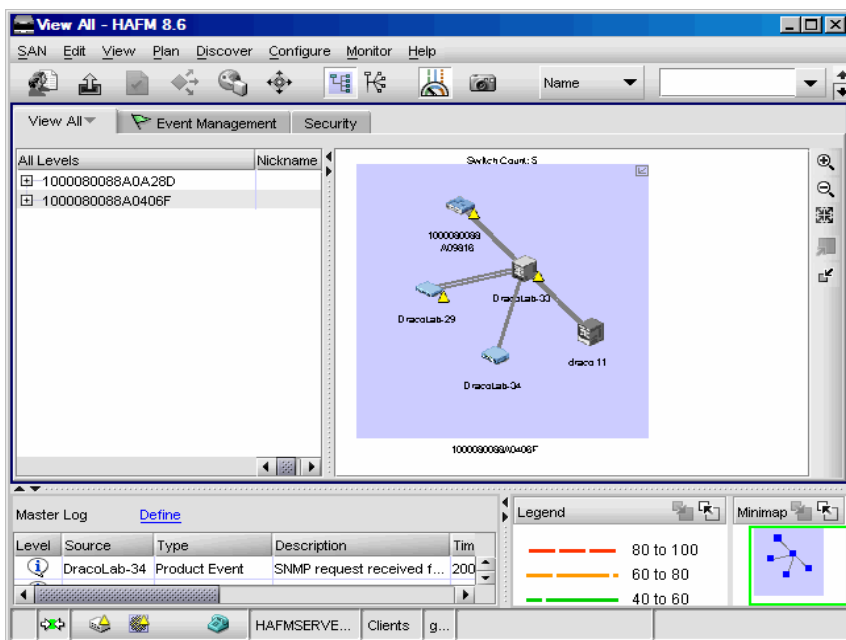 View All - HAFM 8.6
SAN Edit View Plan Discover Configure Monitor Help
Name
View All Event Management Security
All Levels Nickname
1000080088A0A28D
1000080088A0406F
Switch Count: 5
1000080088
A09816
DracoLab-33
DracoLab-29
draco 11
DracoLab-34
1000080088A0406F
Master Log Define
Level Source Type Description Tim
DracoLab-34 Product Event SNMP request received f... 200
Legend
80 to 100
60 to 80
40 to 60
Minimap
HAFMSERVE... Clients g...